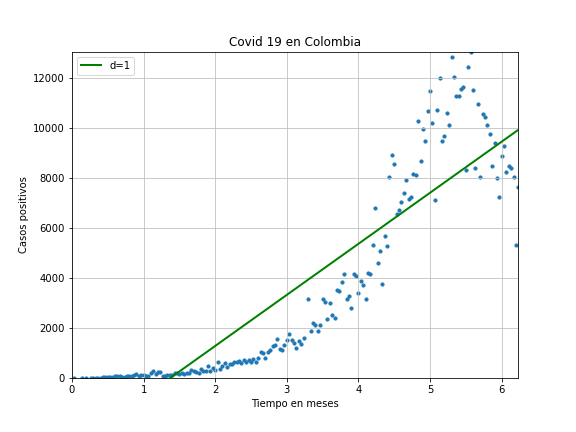 Covid 19 en Colombia
d=1
Casos positivos
12000
10000
8000
6000
4000
2000
0
0 1 2 3 4 5 6
Tiempo en meses